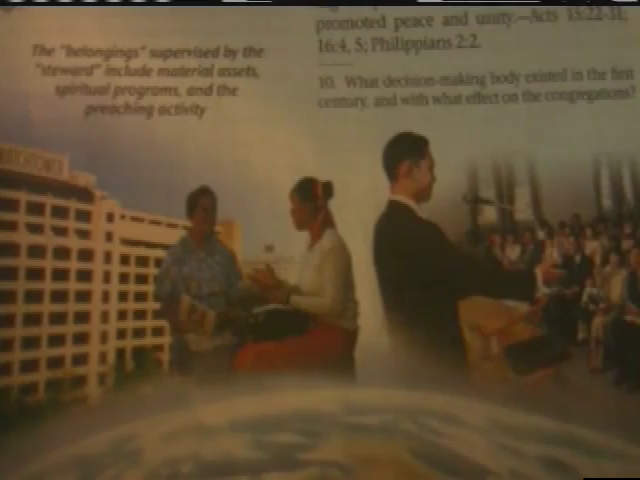 The "belongings" supervised by the
"steward" include material assets,
spiritual programs, and the
preaching activity
promoted peace and unity.—Acts 15:22-31;
16:4, 5; Philippians 2:2.
10. What decision-making body existed in the first
century, and with what effect on the congregations?
WATCHTOWER